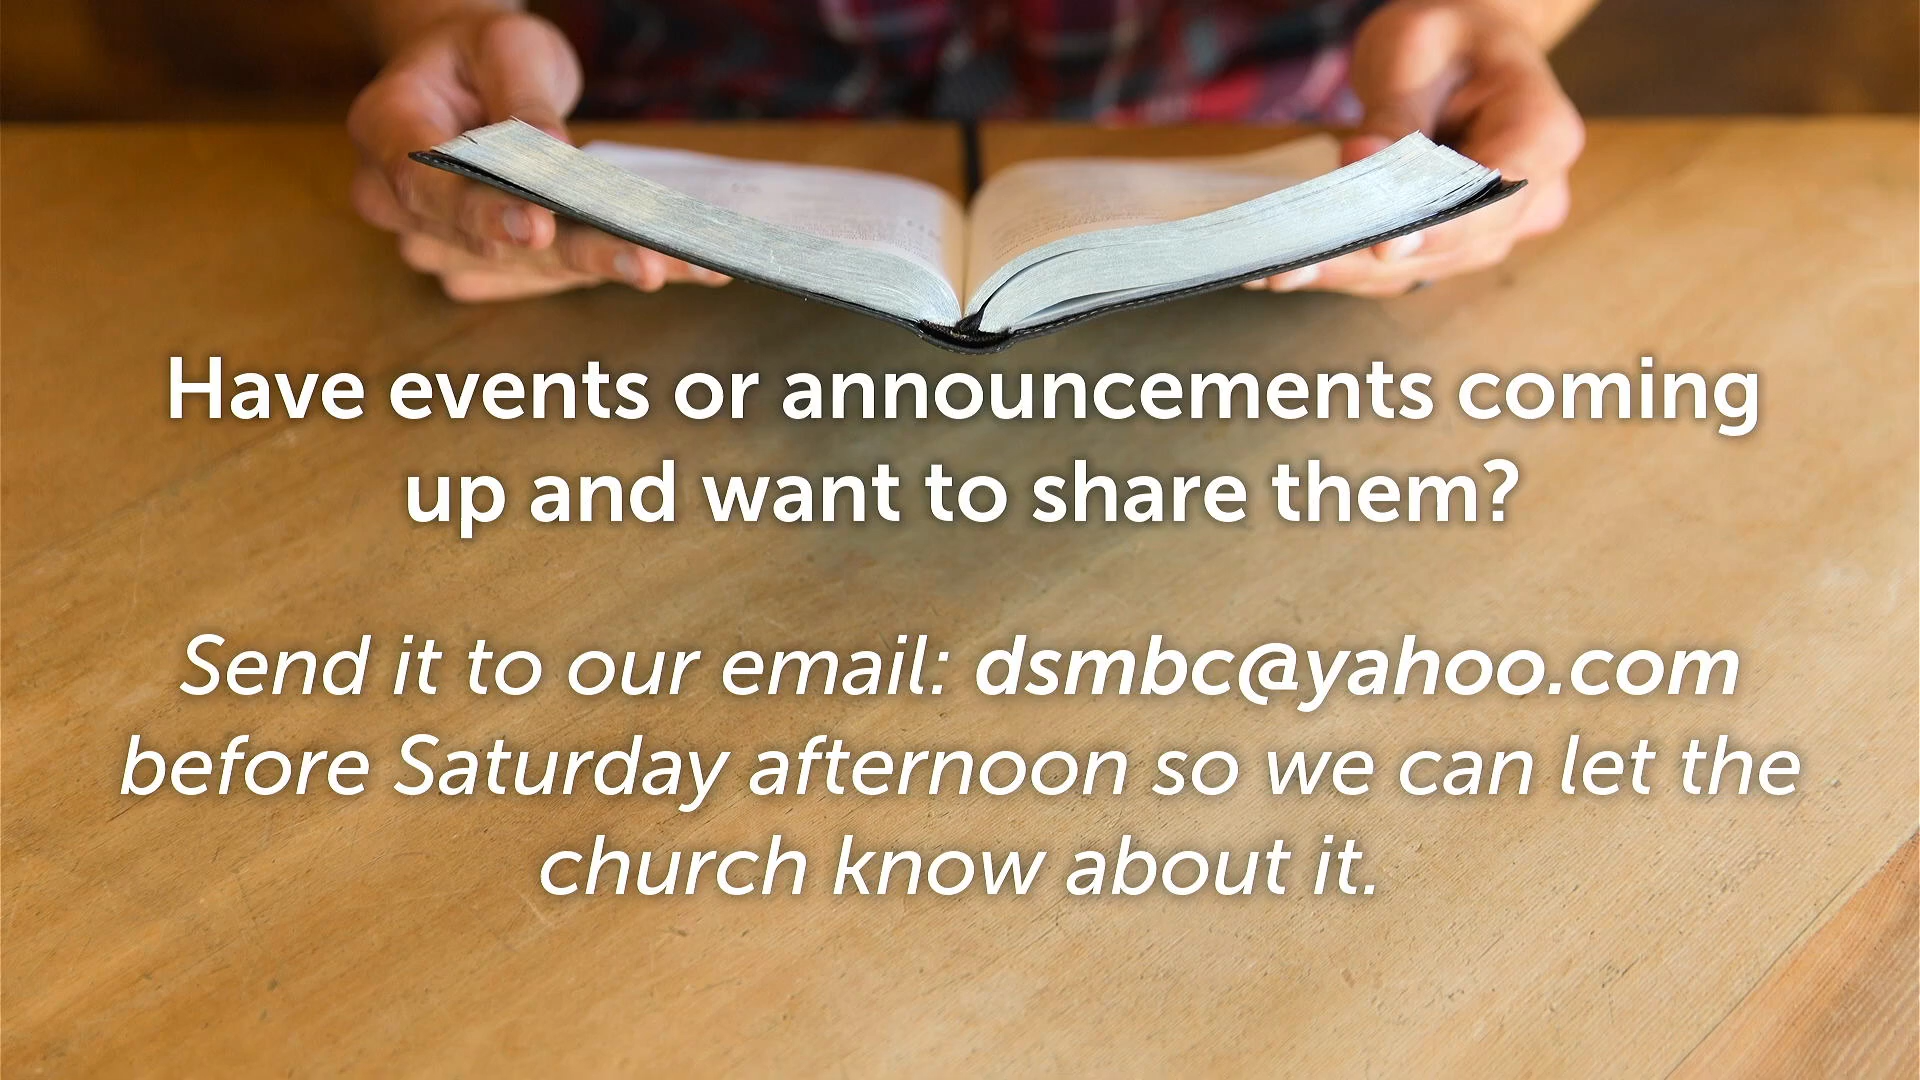 Have events or announcements coming
up and want to share them?
Send it to our email: dsmbc@yahoo.com
before Saturday afternoon so we can let the
church know about it.